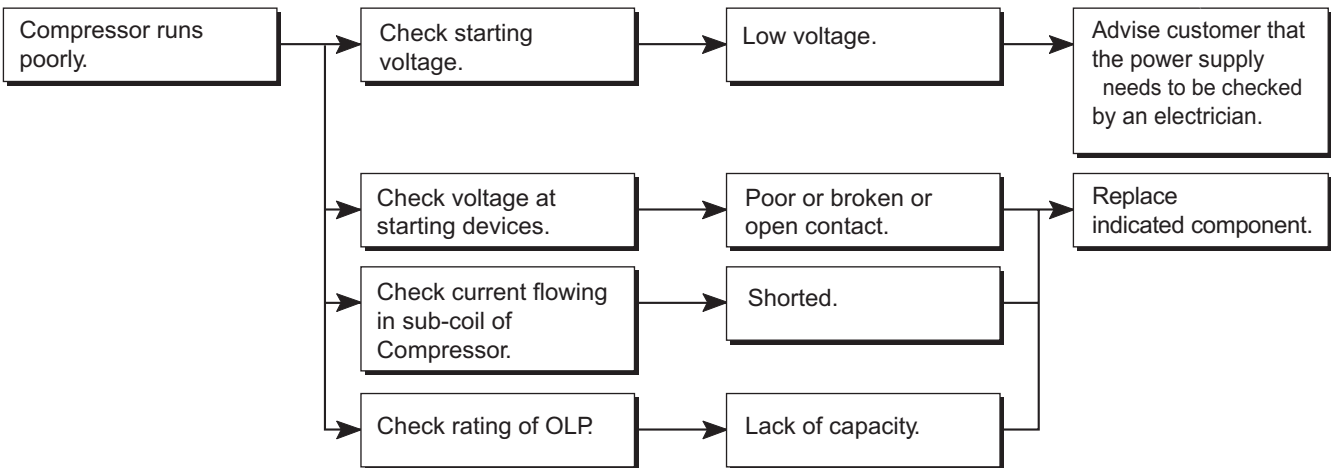 Compressor runs
poorly.
Check starting
voltage.
Low voltage.
Advise customer that
the power supply
needs to be checked
by an electrician.
Check voltage at
starting devices.
Poor or broken or
open contact.
Replace
indicated component.
Check current flowing
in sub-coil of
Compressor.
Shorted.
Check rating of OLP.
Lack of capacity.